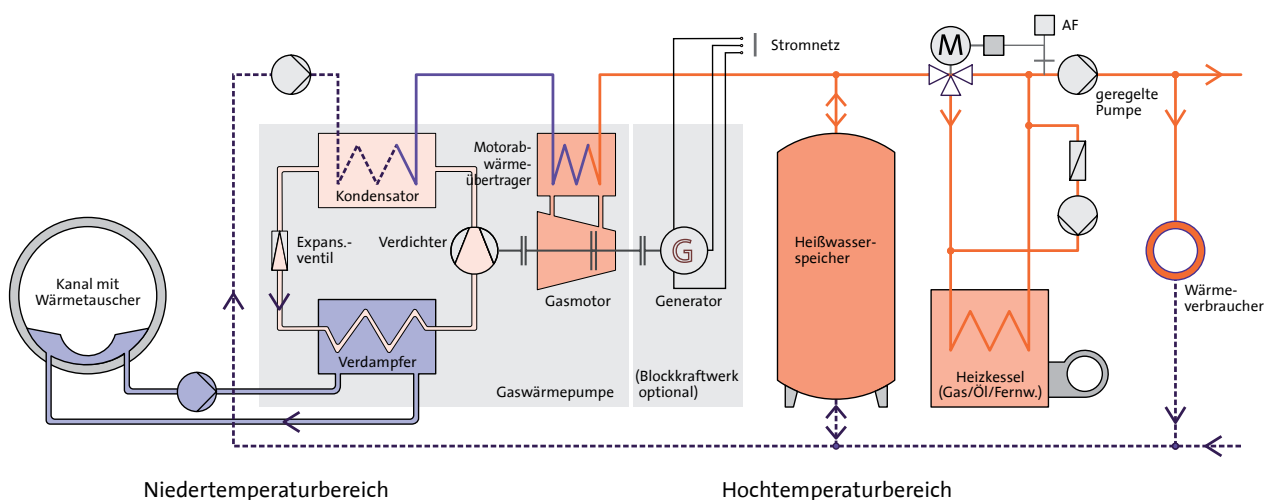 AF
M
Stromnetz
geregelte
Pumpe
Motorab-
wärme-
übertrager
Kondensator
Expans.-
ventil
Verdichter
G
Heißwasser-
speicher
Kanal mit
Wärmetauscher
Gasmotor
Generator
Wärme-
verbraucher
Verdampfer
Gaswärmepumpe
(Blockkraftwerk
optional)
Heizkessel
(Gas/Öl/Fernw.)
Niedertemperaturbereich
Hochtemperaturbereich